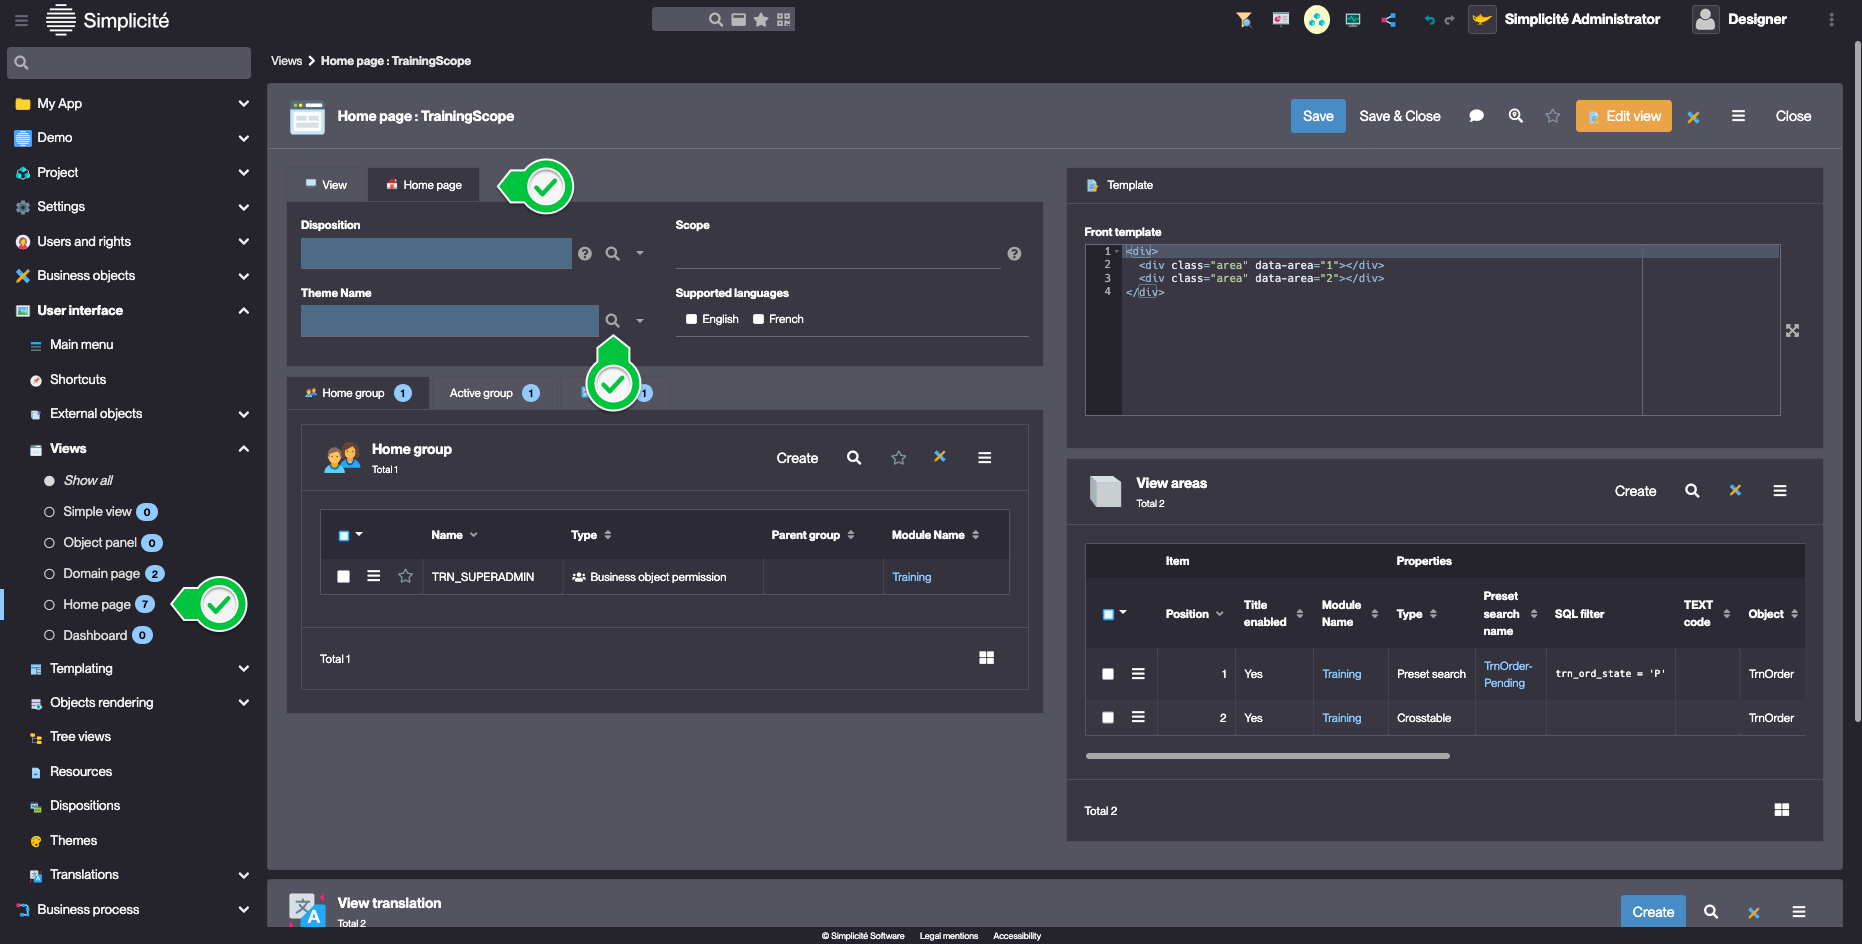 Simplicité
Simplicité Administrator
Designer
Views
Home page : TrainingScope
My App
Demo
Project
Settings
Users and rights
Business objects
User interface
Main menu
Shortcuts
External objects
Views
Show all
Simple view 0
Object panel 0
Domain page 2
Home page 7
Dashboard 0
Templating
Objects rendering
Tree views
Resources
Dispositions
Themes
Translations
Business process
Home page : TrainingScope
Save
Save & Close
Edit view
Close
View
Home page
Disposition
Scope
Theme Name
Supported languages
English
French
Home group 1
Active group 1
1
Home group
Total 1
Create
Name
Type
Parent group
Module Name
TRN_SUPERADMIN
Business object permission
Training
Total 1
Template
Front template
1 <div>
2 <div class="area" data-area="1"></div>
3 <div class="area" data-area="2"></div>
4 </div>
View areas
Total 2
Create
Item
Properties
Position
Title enabled
Module Name
Type
Preset search name
SQL filter
TEXT code
Object
1
Yes
Training
Preset search
TrnOrder-Pending
trn_ord_state = 'P'
TrnOrder
2
Yes
Training
Crosstable
TrnOrder
Total 2
View translation
Total 2
Create
© Simplicité Software
Legal mentions
Accessibility